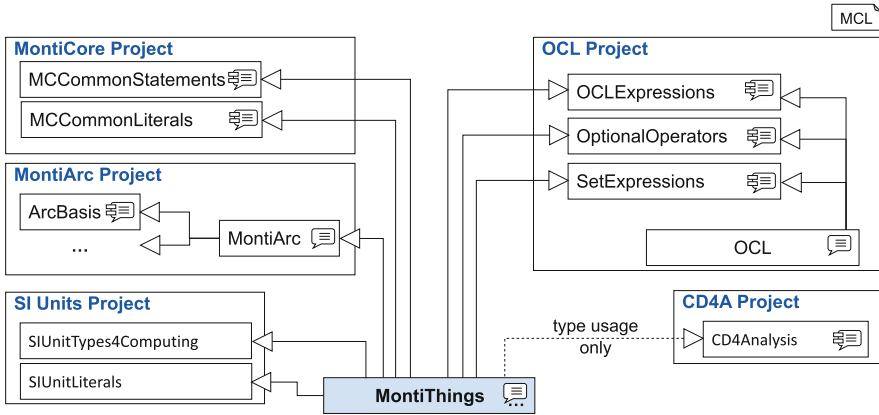 MCL
MontiCore Project
MCCommonStatements
MCCommonLiterals
MontiArc Project
ArcBasis
...
MontiArc
SI Units Project
SIUnitTypes4Computing
SIUnitLiterals
OCL Project
OCLExpressions
OptionalOperators
SetExpressions
OCL
CD4A Project
CD4Analysis
type usage
only
MontiThings
...